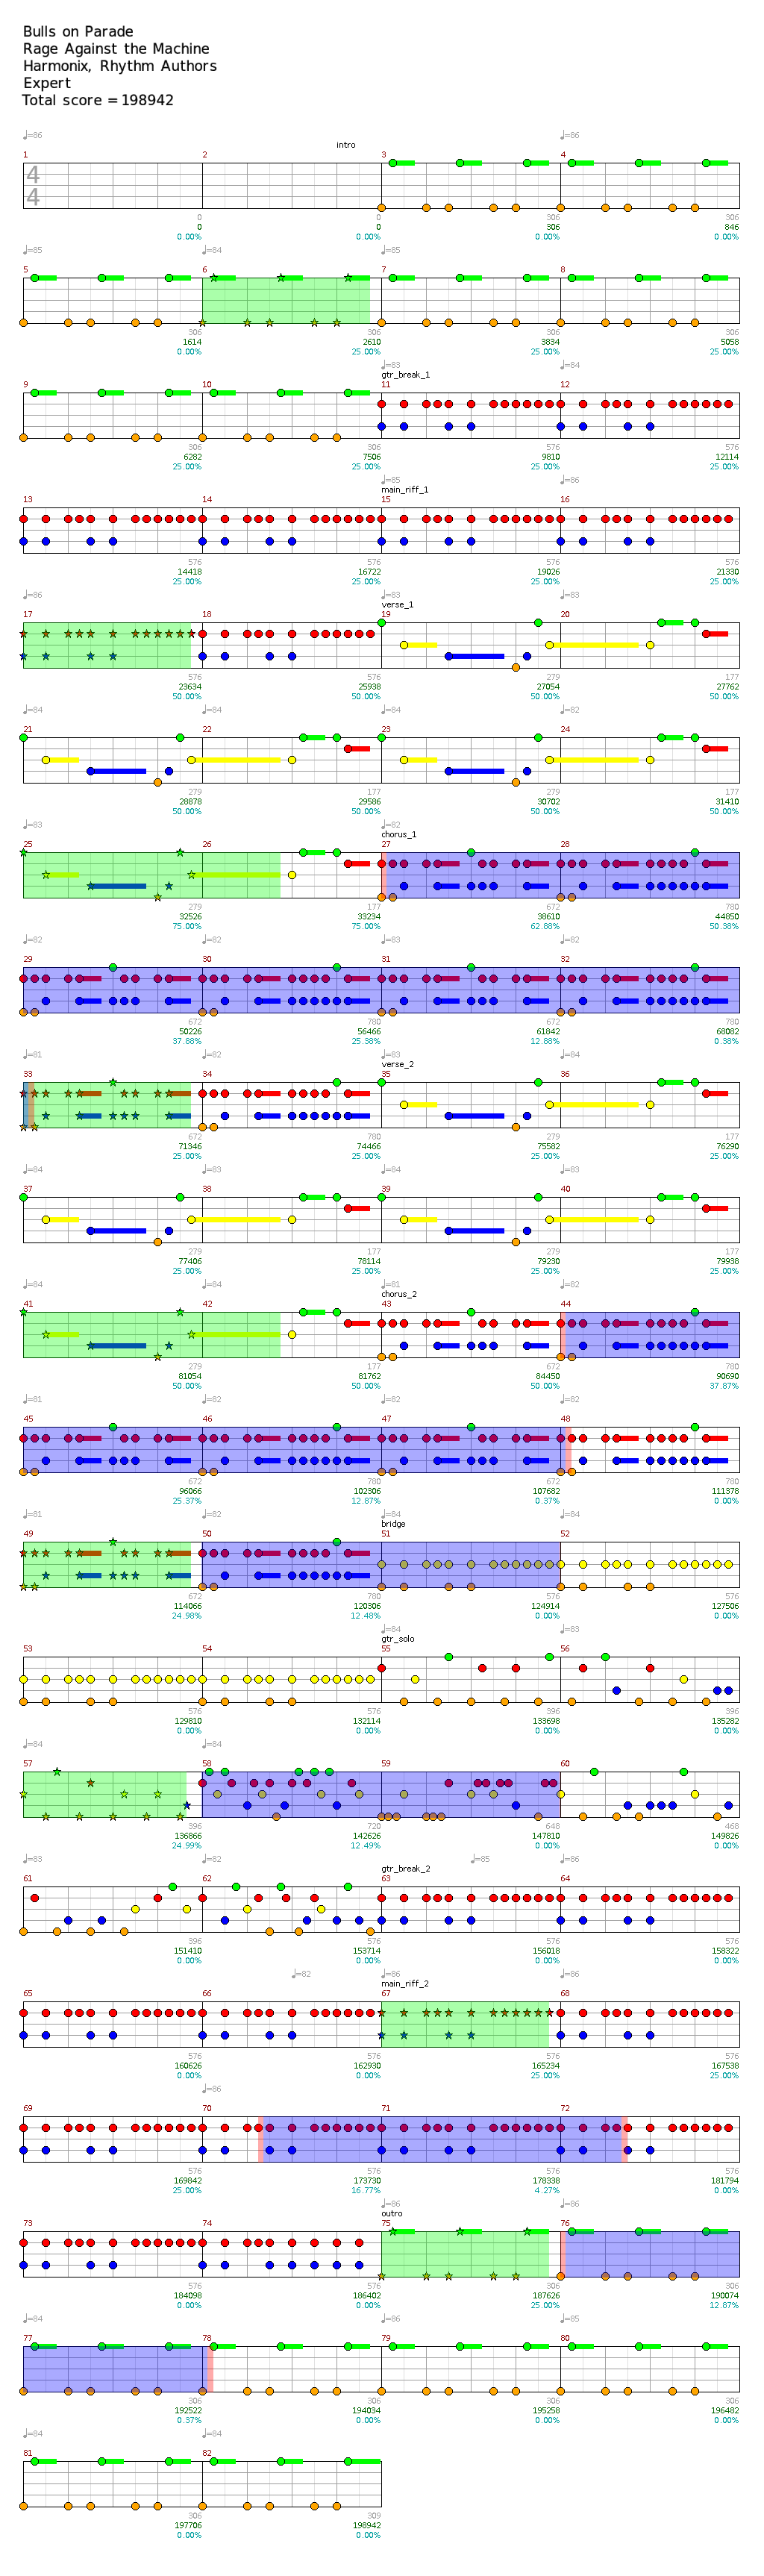 Bulls on Parade
Rage Against the Machine
Harmonix, Rhythm Authors
Expert
Total score = 198942
♩=86 ♩=86
intro
1 2 3 4
4
4
0 0 306 306
0 0 306 846
0.00% 0.00% 0.00% 0.00%
♩=85 ♩=84 ♩=85
5 6 7 8
306 306 306 306
1614 2610 3834 5058
0.00% 25.00% 25.00% 25.00%
♩=83 ♩=84
gtr_break_1
9 10 11 12
306 306 576 576
6282 7506 9810 12114
25.00% 25.00% 25.00% 25.00%
♩=85 ♩=86
main_riff_1
13 14 15 16
576 576 576 576
14418 16722 19026 21330
25.00% 25.00% 25.00% 25.00%
♩=86 ♩=83
verse_1
17 18 19 20
576 576 279 177
23634 25938 27054 27762
50.00% 50.00% 50.00% 50.00%
♩=84 ♩=84 ♩=84 ♩=82
21 22 23 24
279 177 279 177
28878 29586 30702 31410
50.00% 50.00% 50.00% 50.00%
♩=83 ♩=82
chorus_1
25 26 27 28
279 177 672 780
32526 33234 38610 44850
75.00% 75.00% 62.88% 50.38%
♩=82 ♩=82 ♩=83 ♩=82
29 30 31 32
672 780 672 780
50226 56466 61842 68082
37.88% 25.38% 12.88% 0.38%
♩=81 ♩=82
verse_2
33 34 35 36
672 780 279 177
71346 74466 75582 76290
25.00% 25.00% 25.00% 25.00%
♩=84 ♩=83 ♩=84 ♩=83
37 38 39 40
279 177 279 177
77406 78114 79230 79938
25.00% 25.00% 25.00% 25.00%
♩=84 ♩=84 ♩=81 ♩=82
chorus_2
41 42 43 44
279 177 672 780
81054 81762 84450 90690
50.00% 50.00% 50.00% 37.87%
♩=81 ♩=82 ♩=82 ♩=82
45 46 47 48
672 780 672 780
96066 102306 107682 111378
25.37% 12.87% 0.37% 0.00%
♩=81 ♩=82 ♩=84 ♩=84
bridge
49 50 51 52
672 780 576 576
114066 120306 124914 127506
24.98% 12.48% 0.00% 0.00%
♩=84 ♩=83
gtr_solo
53 54 55 56
576 576 396 396
129810 132114 133698 135282
0.00% 0.00% 0.00% 0.00%
♩=84
57 58 59 60
396 720 648 468
136866 142626 147810 149826
24.99% 12.49% 0.00% 0.00%
♩=83 ♩=82 ♩=85 ♩=86
gtr_break_2
61 62 63 64
396 576 576 576
151410 153714 156018 158322
0.00% 0.00% 0.00% 0.00%
♩=82 ♩=86 ♩=86
main_riff_2
65 66 67 68
576 576 576 576
160626 162930 165234 167538
0.00% 0.00% 25.00% 25.00%
♩=86
69 70 71 72
576 576 576 576
169842 173730 178338 181794
25.00% 16.77% 4.27% 0.00%
♩=86
outro
73 74 75 76
576 576 306 306
184098 186402 187626 190074
0.00% 0.00% 25.00% 12.87%
♩=84 ♩=86 ♩=85
77 78 79 80
306 306 306 306
192522 194034 195258 196482
0.37% 0.00% 0.00% 0.00%
♩=84 ♩=84
81 82
306 309
197706 198942
0.00% 0.00%